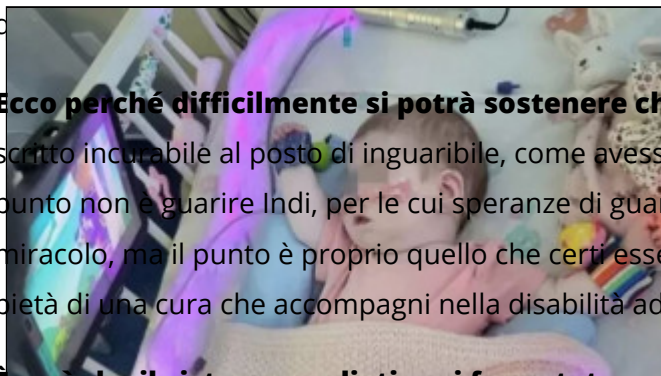 Ecco perché difficilmente si potrà sostenere ch
scritto incurabile al posto di inguaribile, come avess
punto non è guarire Indi, per le cui speranze di guar
miracolo, ma il punto è proprio quello che certi esse
pietà di una cura che accompagni nella disabilità ad